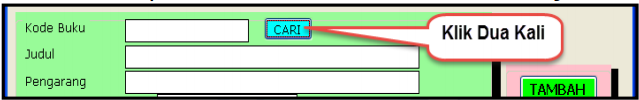 Kode Buku CARI Klik Dua Kali
Judul
Pengarang TAMBAH